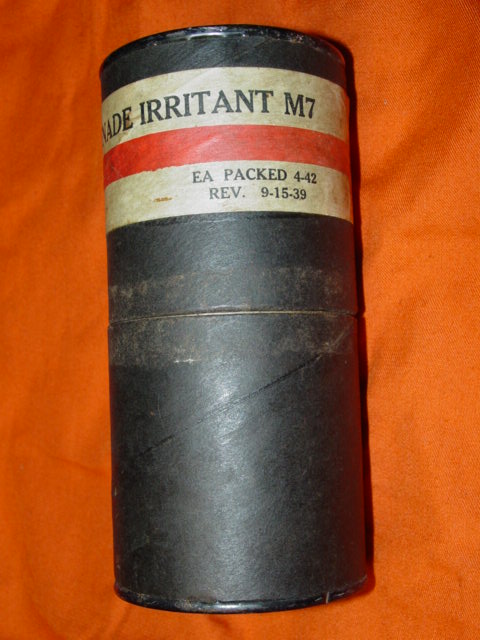 NADE IRRITANT M7
EA PACKED 4-42
REV. 9-15-39